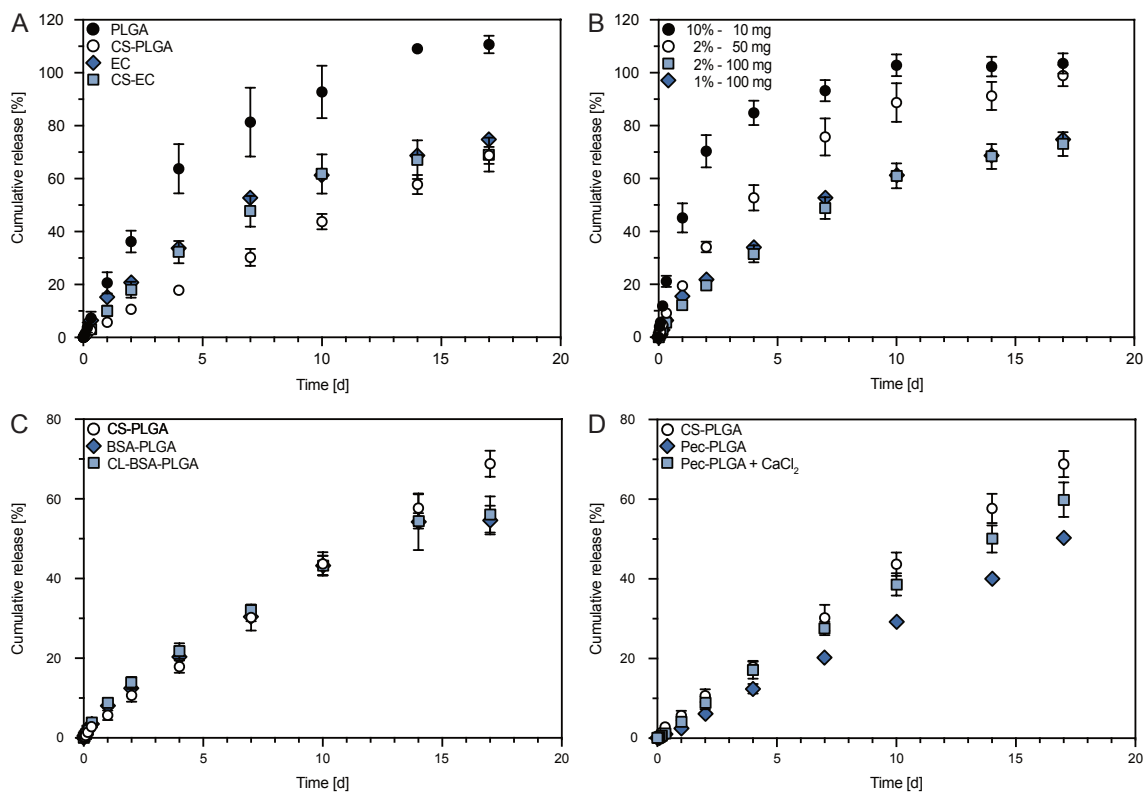 A
PLGA
CS-PLGA
EC
CS-EC
Cumulative release [%]
120
100
80
60
40
20
0
0 5 10 15 20
Time [d]
B
10% - 10 mg
2% - 50 mg
2% - 100 mg
1% - 100 mg
Cumulative release [%]
120
100
80
60
40
20
0
0 5 10 15 20
Time [d]
C
CS-PLGA
BSA-PLGA
CL-BSA-PLGA
Cumulative release [%]
80
60
40
20
0
0 5 10 15 20
Time [d]
D
CS-PLGA
Pec-PLGA
Pec-PLGA + CaCl₂
Cumulative release [%]
80
60
40
20
0
0 5 10 15 20
Time [d]